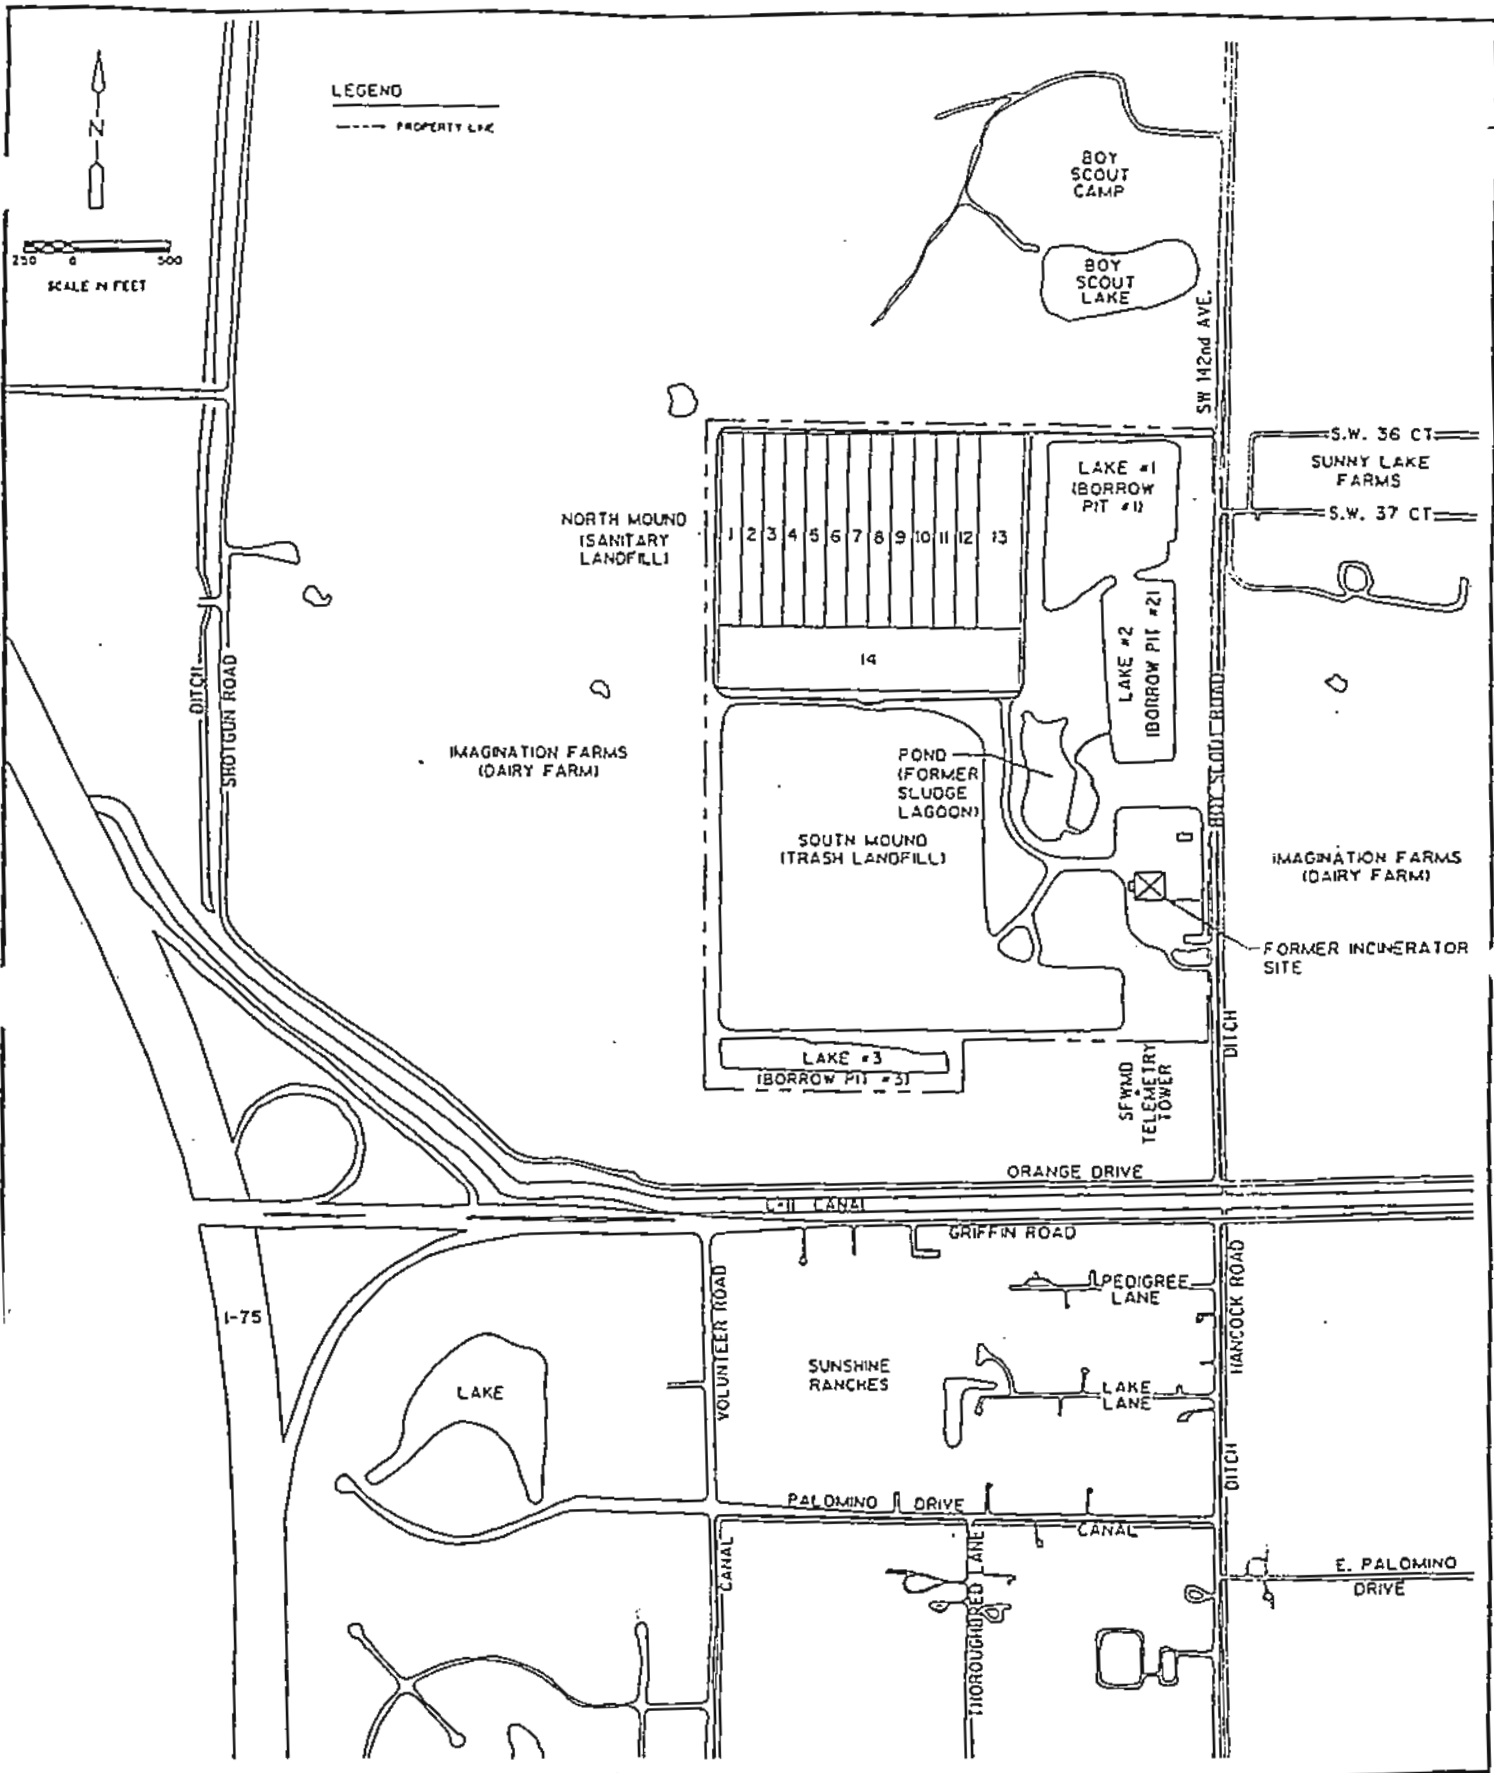 LEGEND
PROPERTY LINE
N
250 0 500
SCALE IN FEET
BOY
SCOUT
CAMP
BOY
SCOUT
LAKE
SW 142nd AVE.
S.W. 36 CT
SUNNY LAKE
FARMS
S.W. 37 CT
NORTH MOUND
(SANITARY
LANDFILL)
1 2 3 4 5 6 7 8 9 10 11 12 13
14
LAKE #1
(BORROW
PIT #1)
LAKE #2
(BORROW PIT #2)
DITCH
SHOTGUN ROAD
IMAGINATION FARMS
(DAIRY FARM)
POND
(FORMER
SLUDGE
LAGOON)
BOY SCOUT ROAD
SOUTH MOUND
(TRASH LANDFILL)
IMAGINATION FARMS
(DAIRY FARM)
FORMER INCINERATOR
SITE
DITCH
LAKE #3
(BORROW PIT #3)
SFWMD
TELEMETRY
TOWER
ORANGE DRIVE
C-11 CANAL
GRIFFIN ROAD
I-75
VOLUNTEER ROAD
PEDIGREE
LANE
HANCOCK ROAD
LAKE
SUNSHINE
RANCHES
LAKE
LANE
DITCH
PALOMINO DRIVE
CANAL
CANAL
THOROUGHBRED LANE
E. PALOMINO
DRIVE